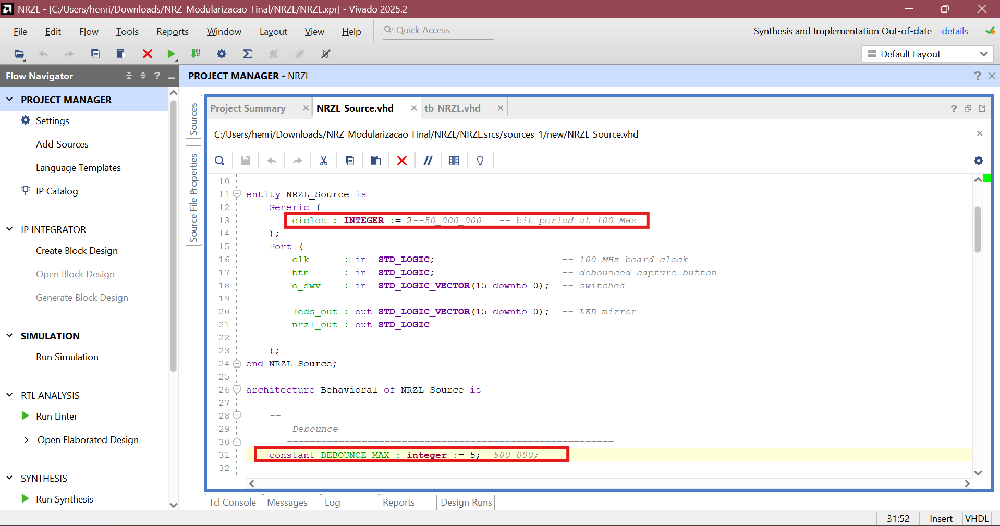 NRZL - [C:/Users/henri/Downloads/NRZ_Modularizacao_Final/NRZL/NRZL.xpr] - Vivado 2025.2
File Edit Flow Tools Reports Window Layout View Help Quick Access
Synthesis and Implementation Out-of-date details
Default Layout
Flow Navigator
PROJECT MANAGER
Settings
Add Sources
Language Templates
IP Catalog
IP INTEGRATOR
Create Block Design
Open Block Design
Generate Block Design
SIMULATION
Run Simulation
RTL ANALYSIS
Run Linter
Open Elaborated Design
SYNTHESIS
Run Synthesis
PROJECT MANAGER - NRZL
Sources
Source File Properties
Project Summary NRZL_Source.vhd tb_NRZL.vhd
C:/Users/henri/Downloads/NRZ_Modularizacao_Final/NRZL/NRZL.srcs/sources_1/new/NRZL_Source.vhd
10
11 entity NRZL_Source is
12 Generic (
13 ciclos : INTEGER := 2--50_000_000 -- bit period at 100 MHz
14 );
15 Port (
16 clk : in STD_LOGIC; -- 100 MHz board clock
17 btn : in STD_LOGIC; -- debounced capture button
18 o_swv : in STD_LOGIC_VECTOR(15 downto 0); -- switches
19
20 leds_out : out STD_LOGIC_VECTOR(15 downto 0); -- LED mirror
21 nrzl_out : out STD_LOGIC
22
23 );
24 end NRZL_Source;
25
26 architecture Behavioral of NRZL_Source is
27
28 -- =========================================================
29 -- Debounce
30 -- =========================================================
31 constant DEBOUNCE_MAX : integer := 5;--500_000;
32
Tcl Console Messages Log Reports Design Runs
31:52 Insert VHDL